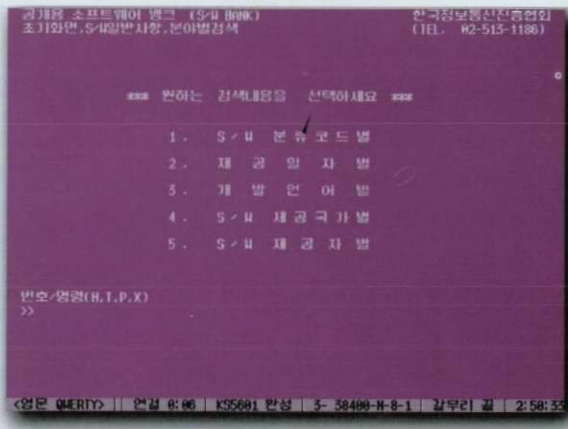 공개용 소프트웨어 뱅크 (S/W BANK) 한국정보통신진흥협회
초기화면,S/W일반사항,분야별검색 (TEL. 02-513-1186)
*** 원하는 검색내용을 선택하세요 ***
1. S/W 분류코드별
2. 제공일자별
3. 개발언어별
4. S/W 제공국가별
5. S/W 제공자별
번호/명령(H,T,P,X)
>>
<영문 QWERTY> 연결 0:06 KS5601 완성 3- 38400-N-8-1 갈무리 끔 2:50:33